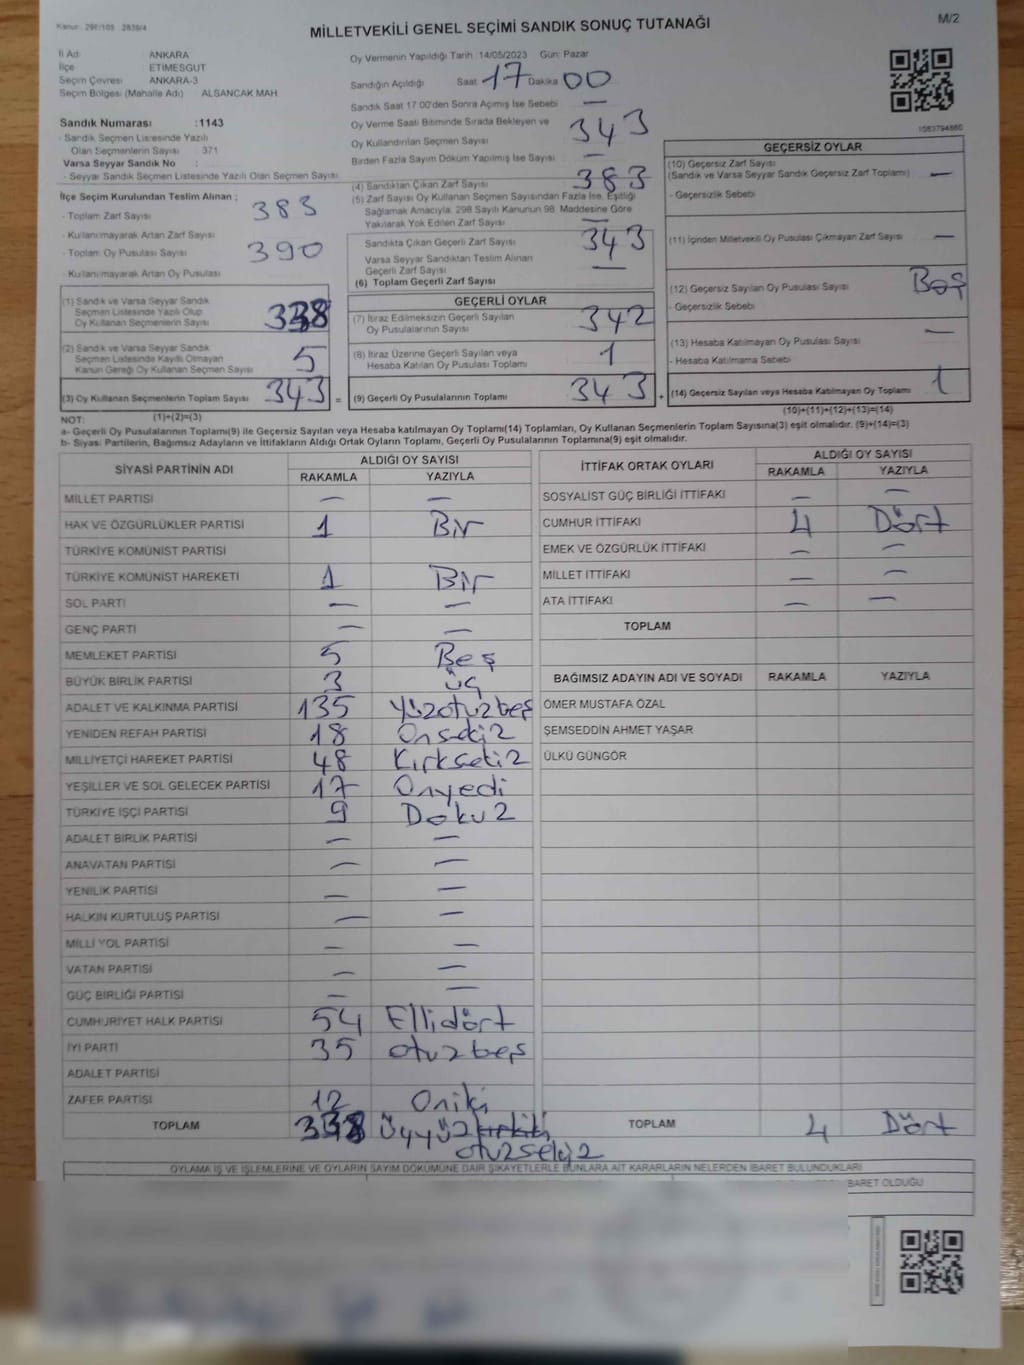 MİLLETVEKİLİ GENEL SEÇİMİ SANDIK SONUÇ TUTANAĞI
M/2
İl Adı ANKARA
İlçe ETİMESGUT
Seçim Çevresi ANKARA-3
Seçim Bölgesi (Mahalle Adı) ALSANCAK MAH
Oy Vermenin Yapıldığı Tarih : 14/05/2023 Gün: Pazar
Sandığın Açıldığı Saat 17 Dakika 00
Sandık Saat 17:00'den Sonra Açmış İse Sebebi —
Sandık Numarası :1143
- Sandık Seçmen Listesinde Yazılı
Olan Seçmenlerin Sayısı 371
Varsa Seyyar Sandık No :
- Seyyar Sandık Seçmen Listesinde Yazılı Olan Seçmen Sayısı
Oy Verme Saati Bitiminde Sırada Bekleyen ve
Oy Kullandırılan Seçmen Sayısı 343
Birden Fazla Sayım Döküm Yapılmış İse Sayısı —
İlçe Seçim Kurulundan Teslim Alınan ;
- Toplam Zarf Sayısı 383
- Kullanılmayarak Artan Zarf Sayısı
- Toplam Oy Pusulası Sayısı 390
- Kullanılmayarak Artan Oy Pusulası
(4) Sandıktan Çıkan Zarf Sayısı 383
(5) Zarf Sayısı Oy Kullanan Seçmen Sayısından Fazla İse, Eşitliği
Sağlamak Amacıyla, 298 Sayılı Kanunun 98. Maddesine Göre
Yakılarak Yok Edilen Zarf Sayısı —
Sandıkta Çıkan Geçerli Zarf Sayısı 343
Varsa Seyyar Sandıktan Teslim Alınan
Geçerli Zarf Sayısı —
(6) Toplam Geçerli Zarf Sayısı
GEÇERSİZ OYLAR
(10) Geçersiz Zarf Sayısı
(Sandık ve Varsa Seyyar Sandık Geçersiz Zarf Toplamı) —
- Geçersizlik Sebebi
(11) İçinden Milletvekili Oy Pusulası Çıkmayan Zarf Sayısı —
(12) Geçersiz Sayılan Oy Pusulası Sayısı
- Geçersizlik Sebebi
(13) Hesaba Katılmayan Oy Pusulası Sayısı —
- Hesaba Katılmama Sebebi
(14) Geçersiz Sayılan veya Hesaba Katılmayan Oy Toplamı 1
(10)+(11)+(12)+(13)=(14)
(1) Sandık ve Varsa Seyyar Sandık
Seçmen Listesinde Yazılı Olup
Oy Kullanan Seçmenlerin Sayısı 338
(2) Sandık ve Varsa Seyyar Sandık
Seçmen Listesinde Kayıtlı Olmayan
Kanun Gereği Oy Kullanan Seçmen Sayısı 5
(3) Oy Kullanan Seçmenlerin Toplam Sayısı 343 =
(1)+(2)=(3)
GEÇERLİ OYLAR
(7) İtiraz Edilmeksizin Geçerli Sayılan
Oy Pusulalarının Sayısı 342
(8) İtiraz Üzerine Geçerli Sayılan veya
Hesaba Katılan Oy Pusulası Toplamı 1
(9) Geçerli Oy Pusulalarının Toplamı 343 +
NOT:
a- Geçerli Oy Pusulalarının Toplamı(9) ile Geçersiz Sayılan veya Hesaba katılmayan Oy Toplamı(14) Toplamları, Oy Kullanan Seçmenlerin Toplam Sayısına(3) eşit olmalıdır. (9)+(14)=(3)
b- Siyasi Partilerin, Bağımsız Adayların ve İttifakların Aldığı Ortak Oyların Toplamı, Geçerli Oy Pusulalarının Toplamına(9) eşit olmalıdır.
SİYASİ PARTİNİN ADI ALDIĞI OY SAYISI
RAKAMLA YAZIYLA
MİLLET PARTİSİ — —
HAK VE ÖZGÜRLÜKLER PARTİSİ 1 Bir
TÜRKİYE KOMÜNİST PARTİSİ
TÜRKİYE KOMÜNİST HAREKETİ 1 Bir
SOL PARTİ — —
GENÇ PARTİ — —
MEMLEKET PARTİSİ 5 Beş
BÜYÜK BİRLİK PARTİSİ 3 üç
ADALET VE KALKINMA PARTİSİ 135 Yüzotuzbeş
YENİDEN REFAH PARTİSİ 18 Onsekiz
MİLLİYETÇİ HAREKET PARTİSİ 48 Kırksekiz
YEŞİLLER VE SOL GELECEK PARTİSİ 17 Onyedi
TÜRKİYE İŞÇİ PARTİSİ 9 Dokuz
ADALET BİRLİK PARTİSİ — —
ANAVATAN PARTİSİ — —
YENİLİK PARTİSİ — —
HALKIN KURTULUŞ PARTİSİ — —
MİLLİ YOL PARTİSİ — —
VATAN PARTİSİ — —
GÜÇ BİRLİĞİ PARTİSİ — —
CUMHURİYET HALK PARTİSİ 54 Ellidört
İYİ PARTİ 35 otuzbeş
ADALET PARTİSİ
ZAFER PARTİSİ 12 Oniki
TOPLAM 338 Üçyüz kırkiki
otuzsekiz
İTTİFAK ORTAK OYLARI ALDIĞI OY SAYISI
RAKAMLA YAZIYLA
SOSYALİST GÜÇ BİRLİĞİ İTTİFAKI — —
CUMHUR İTTİFAKI 4 Dört
EMEK VE ÖZGÜRLÜK İTTİFAKI — —
MİLLET İTTİFAKI — —
ATA İTTİFAKI — —
TOPLAM
BAĞIMSIZ ADAYIN ADI VE SOYADI RAKAMLA YAZIYLA
ÖMER MUSTAFA ÖZAL
ŞEMSEDDİN AHMET YAŞAR
ÜLKÜ GÜNGÖR
TOPLAM 4 Dört
OYLAMA İŞ VE İŞLEMLERİNE VE OYLARIN SAYIM DÖKÜMÜNE DAİR ŞİKAYETLERLE BUNLARA AİT KARARLARIN NELERDEN İBARET BULUNDUKLARI
İBARET OLDUĞU